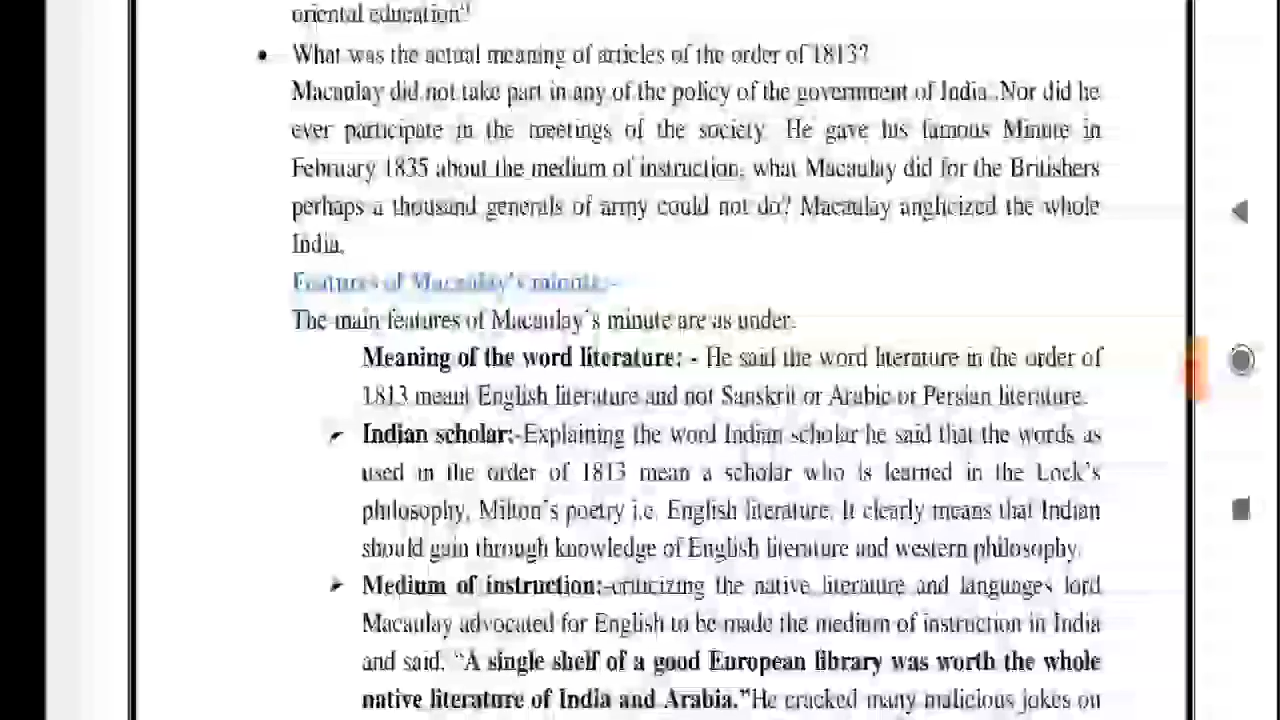 oriental education"
• What was the actual meaning of articles of the order of 1813?
Macaulay did not take part in any of the policy of the government of India. Nor did he
ever participate in the meetings of the society. He gave his famous Minute in
February 1835 about the medium of instruction, what Macaulay did for the Britishers
perhaps a thousand generals of army could not do? Macaulay anglicized the whole
India.
Features of Macaulay's minute:-
The main features of Macaulay's minute are as under.
Meaning of the word literature: - He said the word literature in the order of
1813 meant English literature and not Sanskrit or Arabic or Persian literature.
➢ Indian scholar:-Explaining the word Indian scholar he said that the words as
used in the order of 1813 mean a scholar who is learned in the Lock's
philosophy, Milton's poetry i.e. English literature. It clearly means that Indian
should gain through knowledge of English literature and western philosophy.
➢ Medium of instruction:-criticizing the native literature and languages lord
Macaulay advocated for English to be made the medium of instruction in India
and said, "A single shelf of a good European library was worth the whole
native literature of India and Arabia."He cracked many malicious jokes on